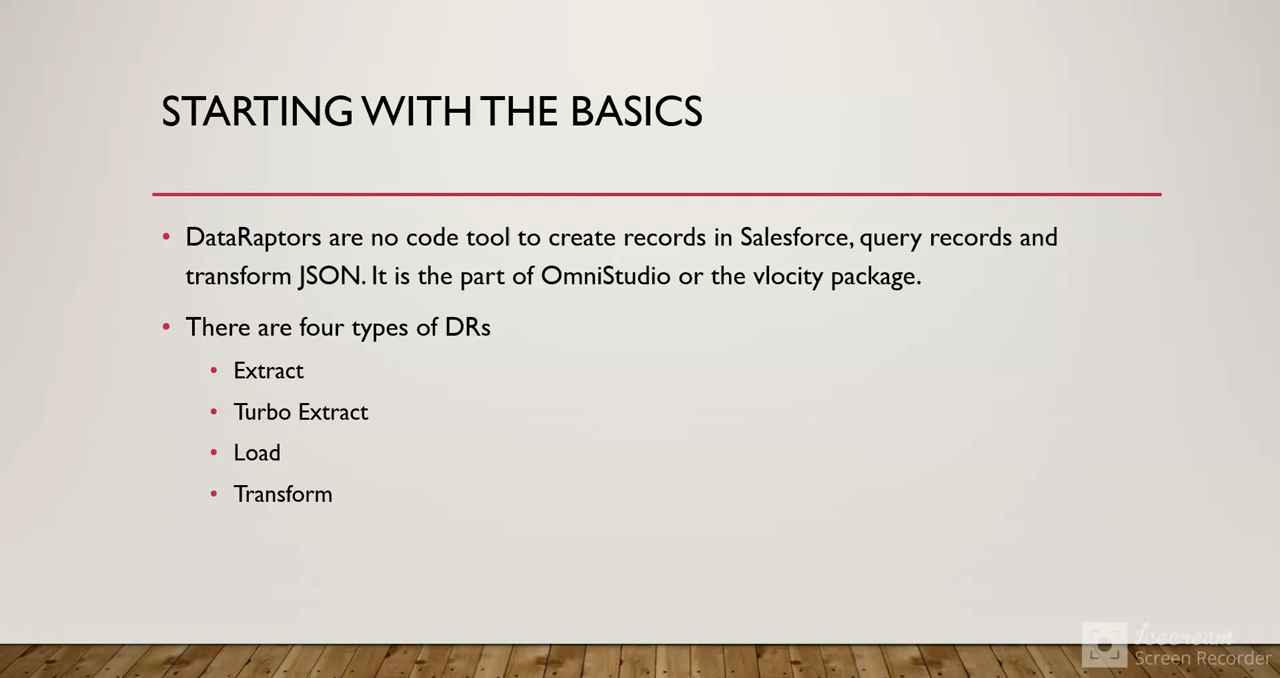 STARTING WITH THE BASICS
• DataRaptors are no code tool to create records in Salesforce, query records and
transform JSON. It is the part of OmniStudio or the vlocity package.
• There are four types of DRs
• Extract
• Turbo Extract
• Load
• Transform
Icecream
Screen Recorder